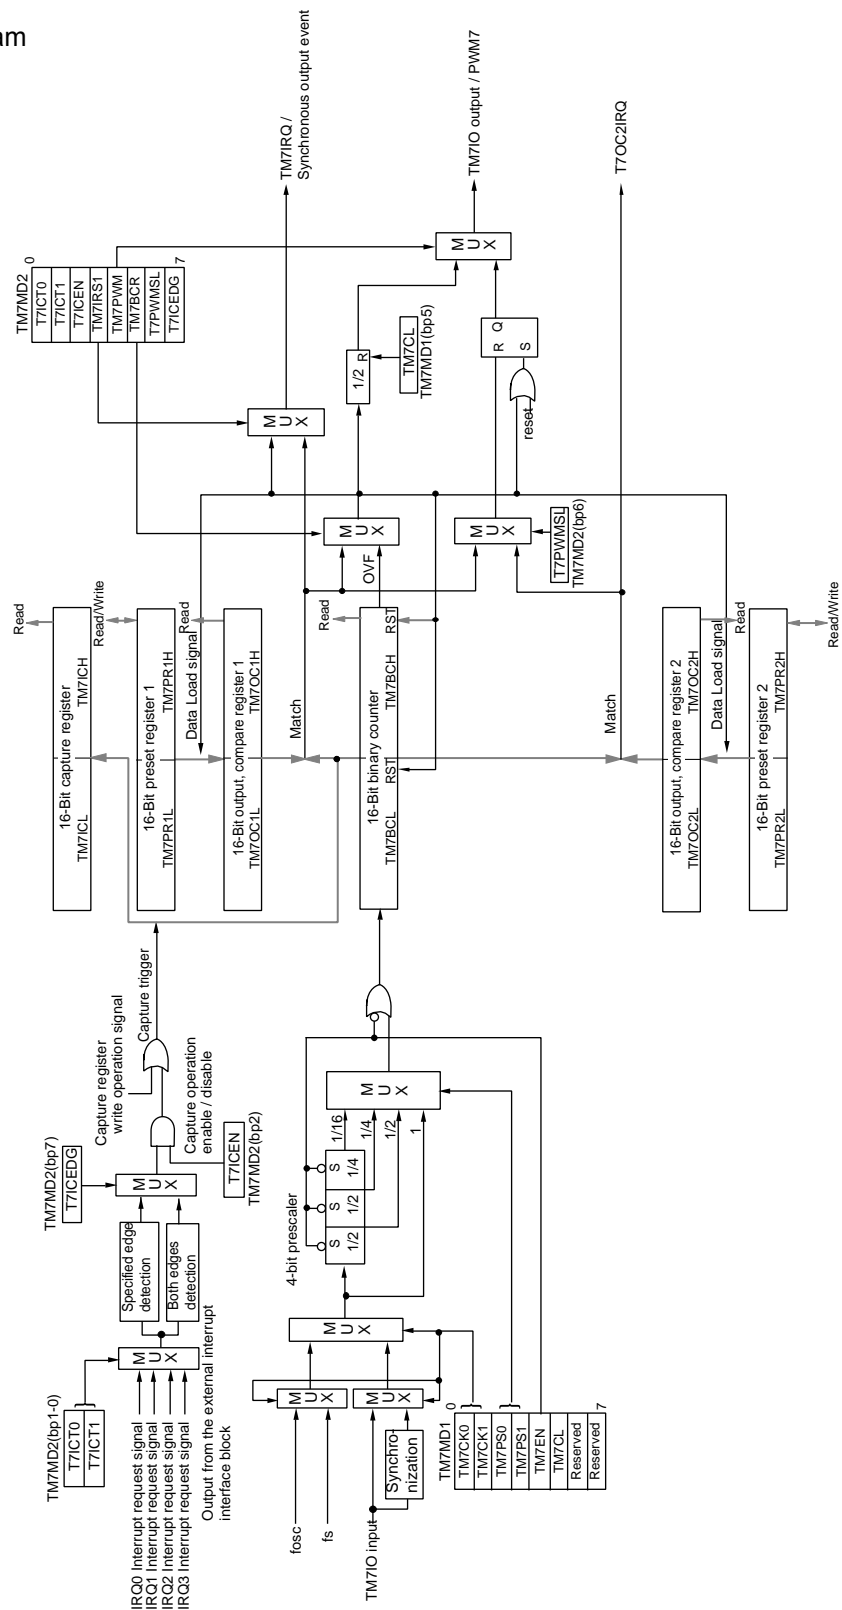 am
TM7MD2(bp1-0)
T7ICT0
T7ICT1
IRQ0 Interrupt request signal
IRQ1 Interrupt request signal
IRQ2 Interrupt request signal
IRQ3 Interrupt request signal
Output from the external interrupt
interface block
MUX
Specified edge
detection
Both edges
detection
TM7MD2(bp7)
T7ICEDG
MUX
T7ICEN
TM7MD2(bp2)
Capture operation
enable / disable
Capture register
write operation signal
Capture trigger
16-Bit capture register
TM7ICL
TM7ICH
Read
16-Bit preset register 1
TM7PR1L
TM7PR1H
Read/Write
Data Load signal
16-Bit output, compare register 1
TM7OC1L
TM7OC1H
Read
Match
TM7MD2
0
T7ICT0
T7ICT1
T7ICEN
TM7IRS1
TM7PWM
TM7BCR
T7PWMSL
T7ICEDG
7
MUX
TM7IRQ /
Synchronous output event
fosc
fs
TM7IO input
Synchro-
nization
MUX
MUX
MUX
4-bit prescaler
S
1/2
S
1/2
S
1/4
1/16
1/4
1/2
1
MUX
TM7MD1
0
TM7CK0
TM7CK1
TM7PS0
TM7PS1
TM7EN
TM7CL
Reserved
Reserved
7
16-Bit binary counter
TM7BCL
RST
TM7BCH
RST
Read
OVF
MUX
1/2
R
TM7CL
TM7MD1(bp5)
MUX
T7PWMSL
TM7MD2(bp6)
reset
R
Q
S
MUX
TM7IO output / PWM7
Match
T7OC2IRQ
16-Bit output, compare register 2
TM7OC2L
TM7OC2H
Read
Data Load signal
16-Bit preset register 2
TM7PR2L
TM7PR2H
Read/Write